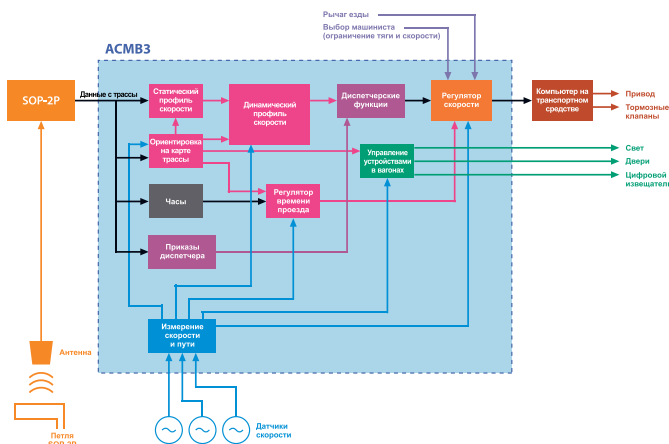 Рычаг езды
Выбор машиниста
(ограничение тяги и скорости)
АСМВ3
SOP-2P
Данные с трассы
Статический
профиль
скорости
Динамический
профиль
скорости
Диспетчерские
функции
Регулятор
скорости
Компьютер на
транспортном
средстве
Привод
Тормозные
клапаны
Ориентировка
на карте
трассы
Управление
устройствами
в вагонах
Свет
Двери
Цифровой
извещатель
Часы
Регулятор
времени
проезда
Приказы
диспетчера
Измерение
скорости
и пути
Антенна
Петля
SOP-2P
Датчики
скорости